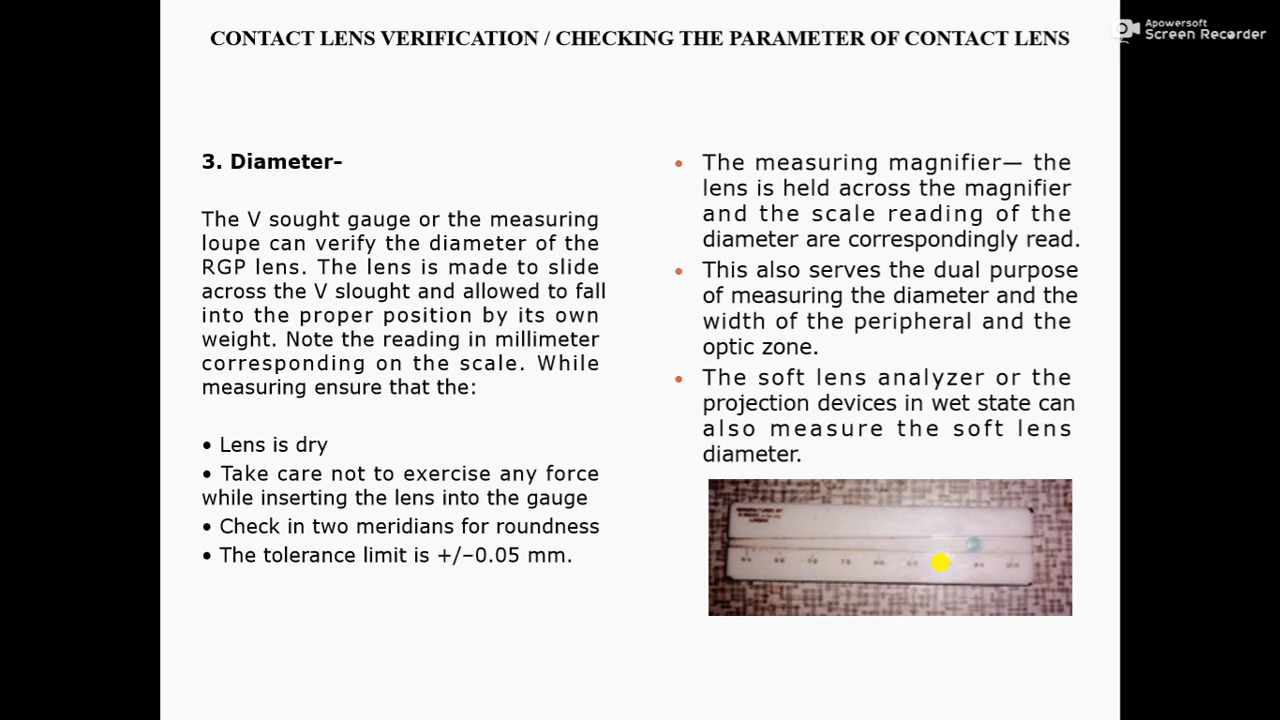 CONTACT LENS VERIFICATION / CHECKING THE PARAMETER OF CONTACT LENS
Apowersoft
Screen Recorder
3. Diameter–
The V sought gauge or the measuring
loupe can verify the diameter of the
RGP lens. The lens is made to slide
across the V slought and allowed to fall
into the proper position by its own
weight. Note the reading in millimeter
corresponding on the scale. While
measuring ensure that the:
• Lens is dry
• Take care not to exercise any force
while inserting the lens into the gauge
• Check in two meridians for roundness
• The tolerance limit is +/–0.05 mm.
• The measuring magnifier— the
lens is held across the magnifier
and the scale reading of the
diameter are correspondingly read.
• This also serves the dual purpose
of measuring the diameter and the
width of the peripheral and the
optic zone.
• The soft lens analyzer or the
projection devices in wet state can
also measure the soft lens
diameter.